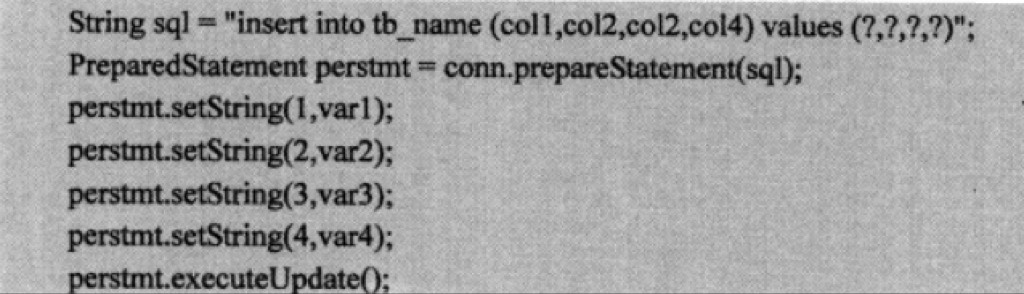 String sql = "insert into tb_name (col1,col2,col2,col4) values (?,?,?,?)";
PreparedStatement perstmt = conn.prepareStatement(sql);
perstmt.setString(1,var1);
perstmt.setString(2,var2);
perstmt.setString(3,var3);
perstmt.setString(4,var4);
perstmt.executeUpdate();